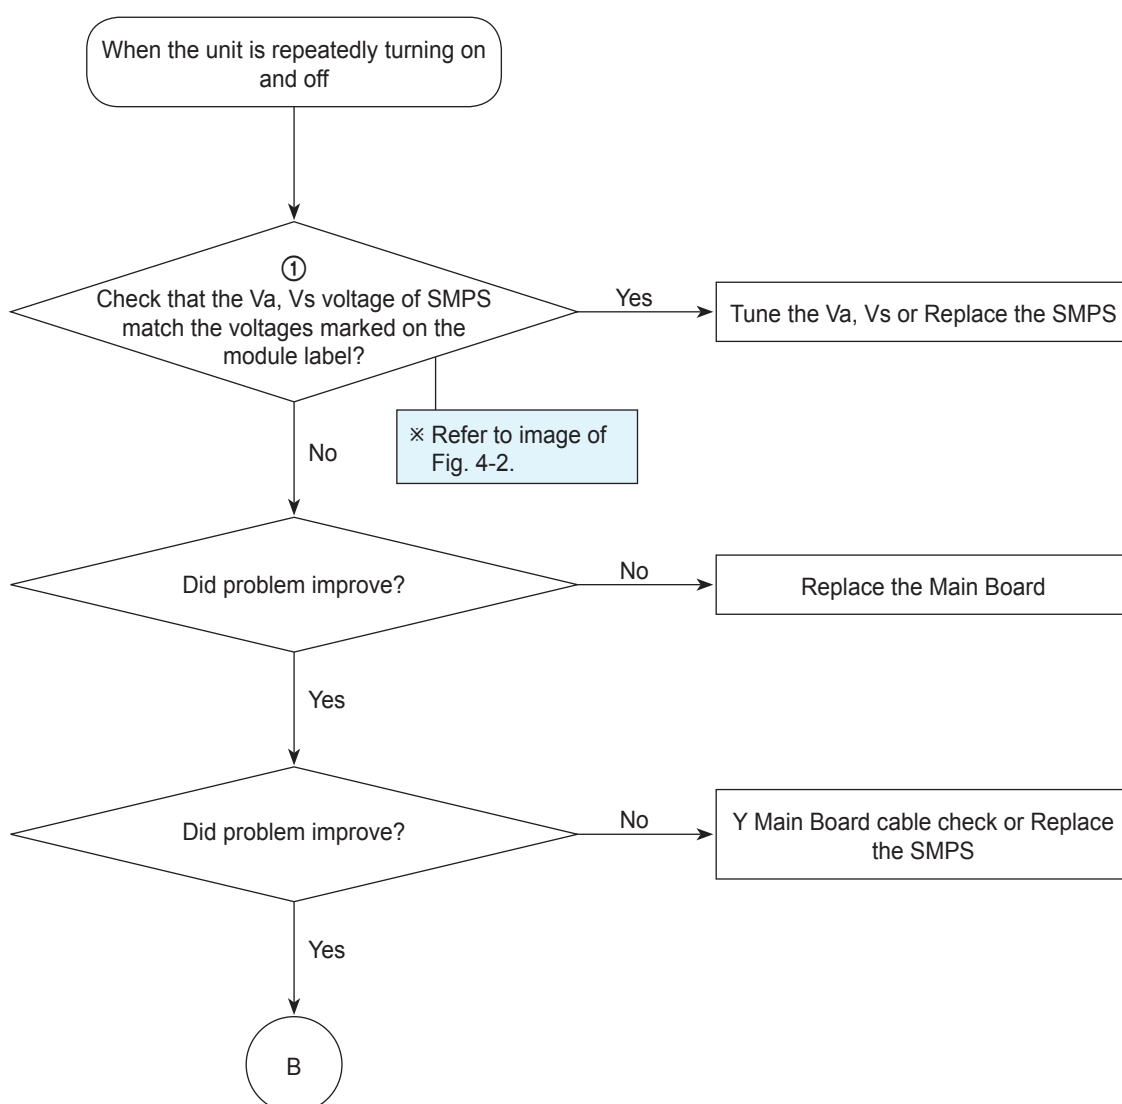 When the unit is repeatedly turning on
and off
①
Check that the Va, Vs voltage of SMPS
match the voltages marked on the
module label?
Yes
Tune the Va, Vs or Replace the SMPS
※ Refer to image of
Fig. 4-2.
No
Did problem improve?
No
Replace the Main Board
Yes
Did problem improve?
No
Y Main Board cable check or Replace
the SMPS
Yes
B